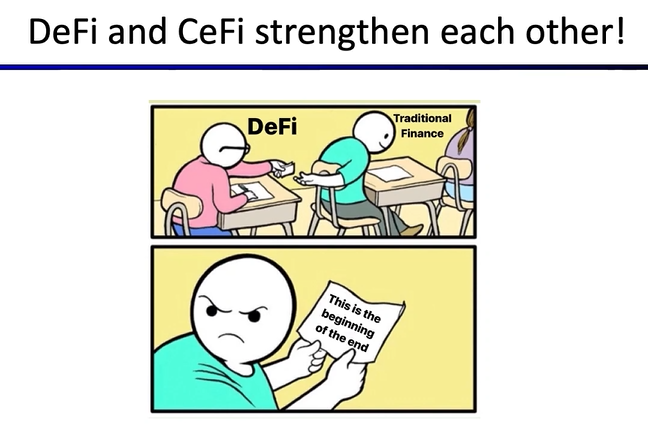 DeFi and CeFi strengthen each other!
DeFi
Traditional
Finance
This is the
beginning
of the end